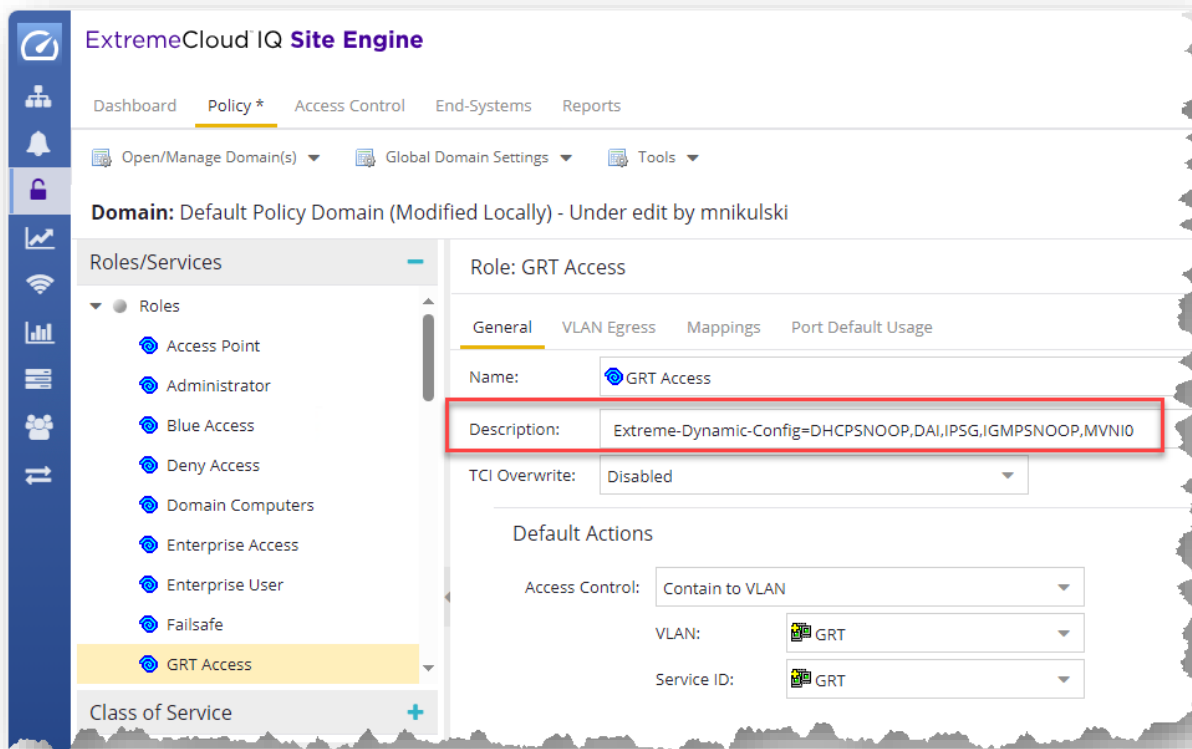 ExtremeCloud IQ Site Engine
Dashboard Policy * Access Control End-Systems Reports
Open/Manage Domain(s) Global Domain Settings Tools
Domain: Default Policy Domain (Modified Locally) - Under edit by mnikulski
Roles/Services
Roles
Access Point
Administrator
Blue Access
Deny Access
Domain Computers
Enterprise Access
Enterprise User
Failsafe
GRT Access
Class of Service
Role: GRT Access
General VLAN Egress Mappings Port Default Usage
Name: GRT Access
Description: Extreme-Dynamic-Config=DHCPSNOOP,DAI,IPSG,IGMPSNOOP,MVNI0
TCI Overwrite: Disabled
Default Actions
Access Control: Contain to VLAN
VLAN: GRT
Service ID: GRT